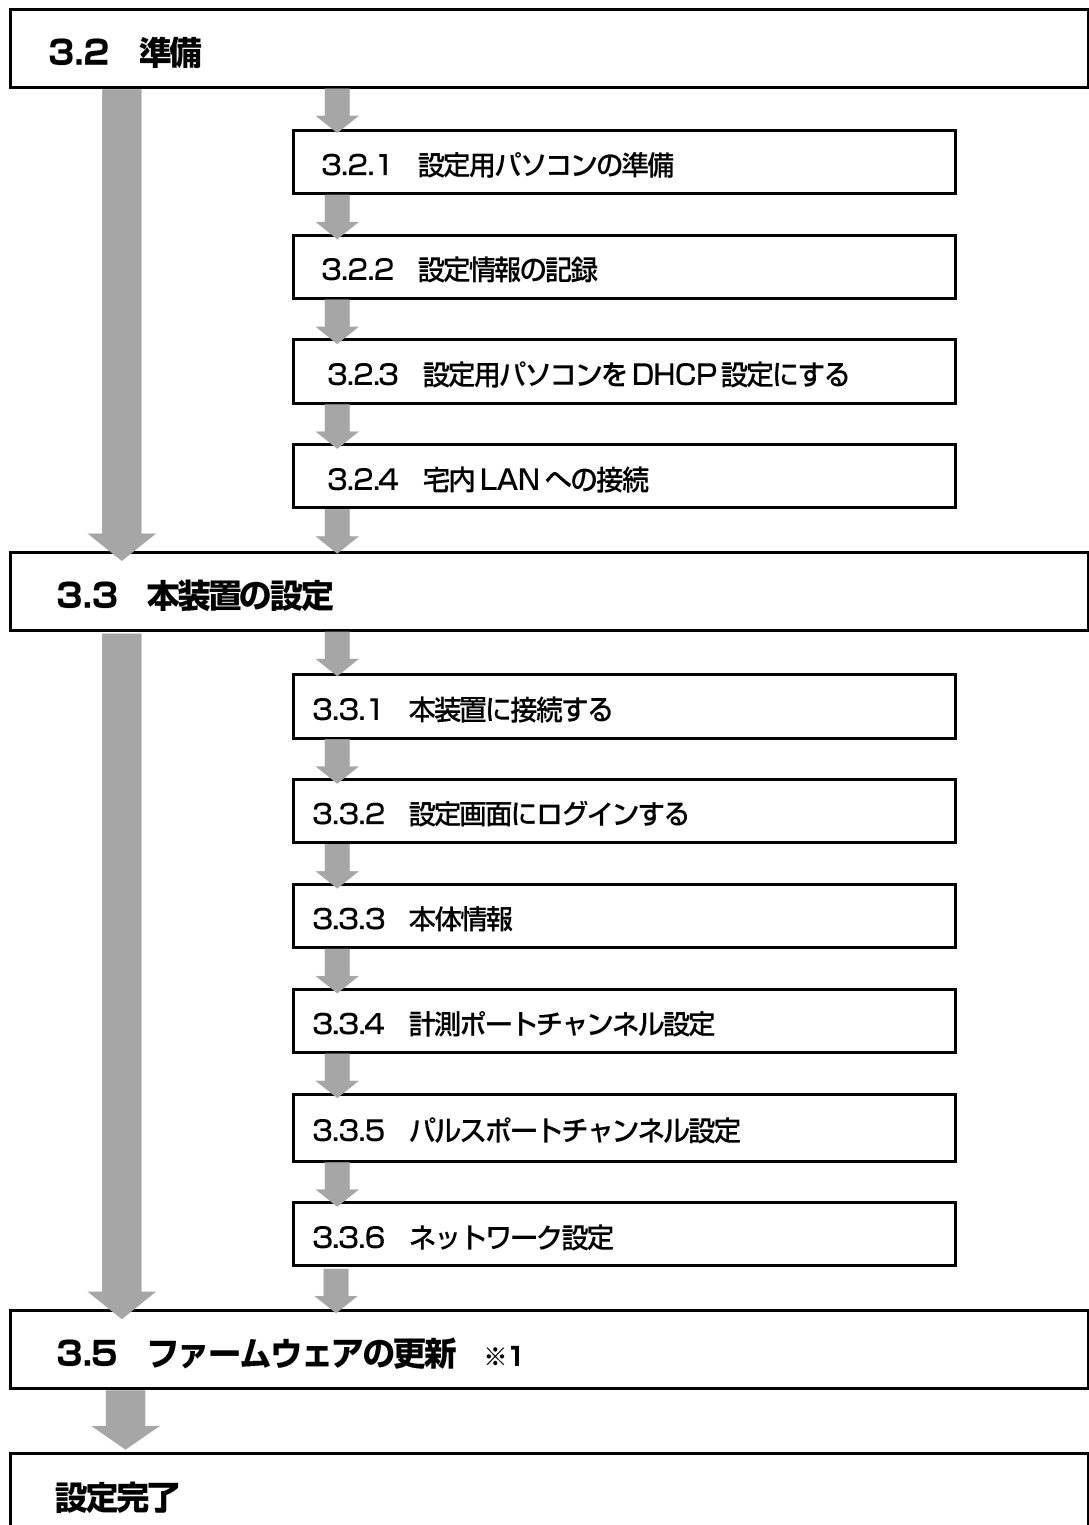 3.2 準備
3.2.1 設定用パソコンの準備
3.2.2 設定情報の記録
3.2.3 設定用パソコンを DHCP 設定にする
3.2.4 宅内 LAN への接続
3.3 本装置の設定
3.3.1 本装置に接続する
3.3.2 設定画面にログインする
3.3.3 本体情報
3.3.4 計測ポートチャンネル設定
3.3.5 パルスポートチャンネル設定
3.3.6 ネットワーク設定
3.5 ファームウェアの更新 ※1
設定完了